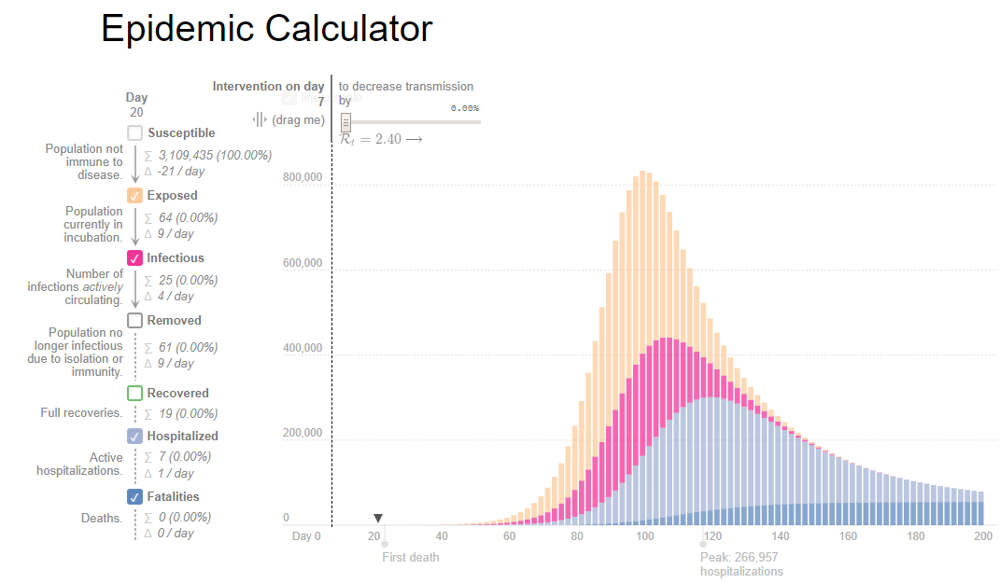 Epidemic Calculator
Intervention on day
7
(drag me)
to decrease transmission
by
0.00%
ℛt = 2.40 ⟶
linear scale
Day
20
✓
Susceptible
Population not
immune to
disease.
∑ 3,109,435 (100.00%)
Δ -21 / day
✓ Exposed
Population
currently in
incubation.
∑ 64 (0.00%)
Δ 9 / day
✓ Infectious
Number of
infections actively
circulating.
∑ 25 (0.00%)
Δ 4 / day
Removed
Population no
longer infectious
due to isolation or
immunity.
∑ 61 (0.00%)
Δ 9 / day
Recovered
Full recoveries.
∑ 19 (0.00%)
✓ Hospitalized
Active
hospitalizations.
∑ 7 (0.00%)
Δ 1 / day
✓ Fatalities
Deaths.
∑ 0 (0.00%)
Δ 0 / day
800,000
600,000
400,000
200,000
0
Day 0 20 40 60 80 100 120 140 160 180 200
First death
Peak: 266,957
hospitalizations